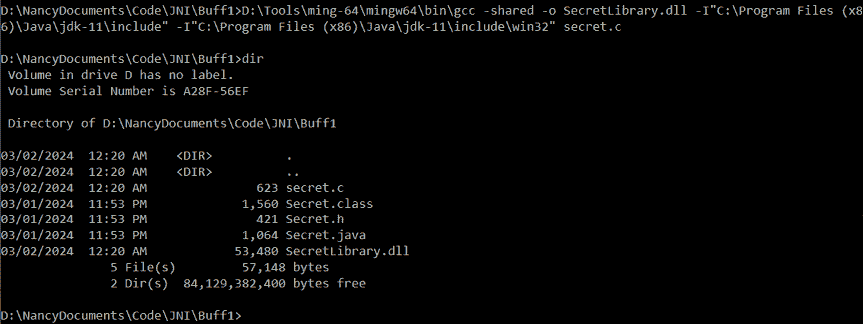 D:\NancyDocuments\Code\JNI\Buff1>D:\Tools\ming-64\mingw64\bin\gcc -shared -o SecretLibrary.dll -I"C:\Program Files (x8
6)\Java\jdk-11\include" -I"C:\Program Files (x86)\Java\jdk-11\include\win32" secret.c
D:\NancyDocuments\Code\JNI\Buff1>dir
Volume in drive D has no label.
Volume Serial Number is A28F-56EF
Directory of D:\NancyDocuments\Code\JNI\Buff1
03/02/2024  12:20 AM    <DIR>          .
03/02/2024  12:20 AM    <DIR>          ..
03/02/2024  12:20 AM               623 secret.c
03/01/2024  11:53 PM             1,560 Secret.class
03/01/2024  11:53 PM               421 Secret.h
03/01/2024  11:53 PM             1,064 Secret.java
03/02/2024  12:20 AM            53,480 SecretLibrary.dll
5 File(s)         57,148 bytes
2 Dir(s)  84,129,382,400 bytes free
D:\NancyDocuments\Code\JNI\Buff1>